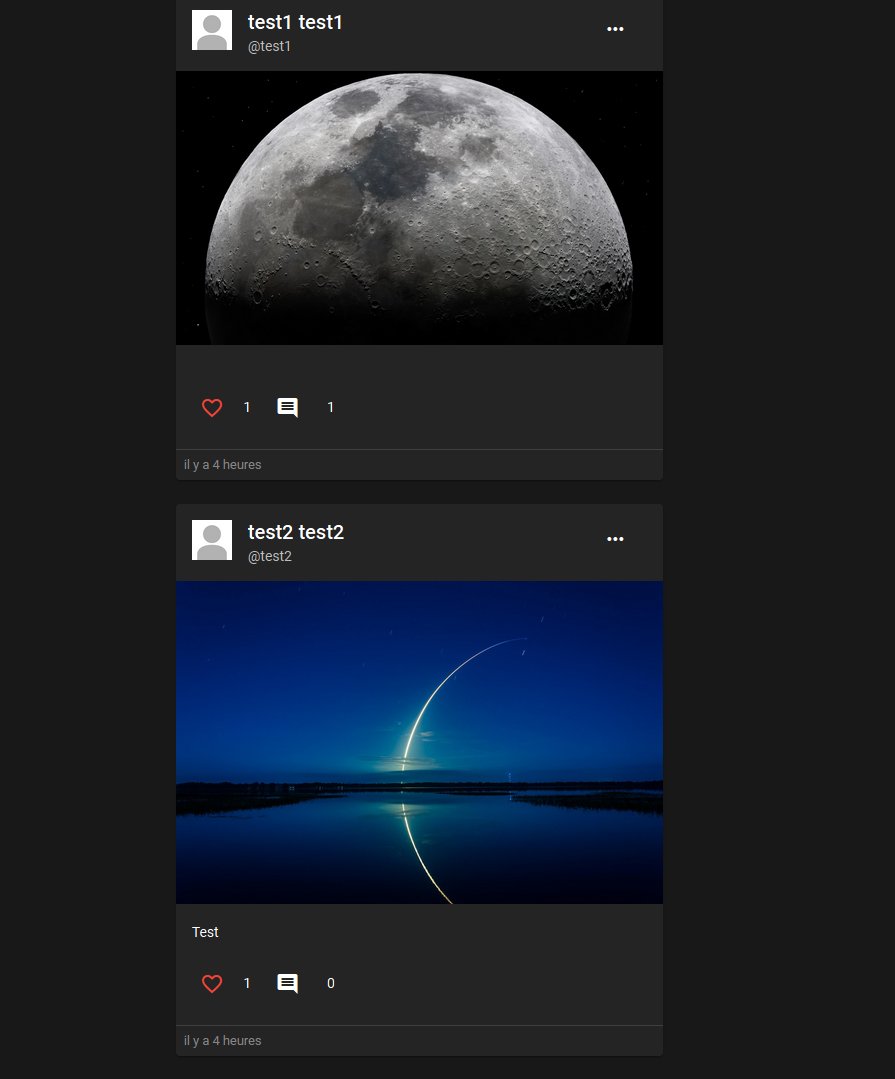 test1 test1
@test1
1 1
il y a 4 heures
test2 test2
@test2
Test
1 0
il y a 4 heures